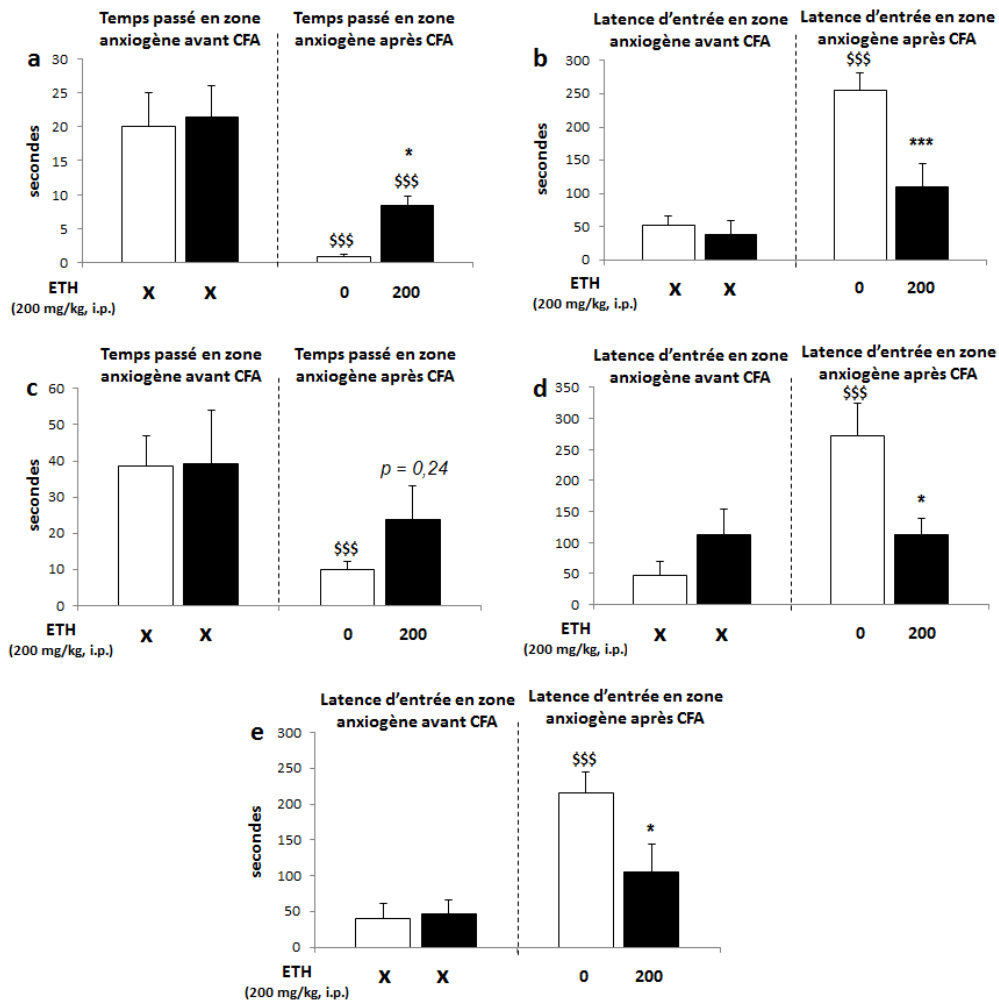 Temps passé en zone
anxiogène avant CFA
Temps passé en zone
anxiogène après CFA
a
30
25
20
15
10
5
0
secondes
$$$
*
$$$
ETH
(200 mg/kg, i.p.)
X X 0 200
Latence d'entrée en zone
anxiogène avant CFA
Latence d'entrée en zone
anxiogène après CFA
b
300
250
200
150
100
50
0
secondes
$$$
***
ETH
(200 mg/kg, i.p.)
X X 0 200
Temps passé en zone
anxiogène avant CFA
Temps passé en zone
anxiogène après CFA
c
60
50
40
30
20
10
0
secondes
$$$
p = 0,24
ETH
(200 mg/kg, i.p.)
X X 0 200
Latence d'entrée en zone
anxiogène avant CFA
Latence d'entrée en zone
anxiogène après CFA
d
350
300
250
200
150
100
50
0
$$$
*
ETH
(200 mg/kg, i.p.)
X X 0 200
Latence d'entrée en zone
anxiogène avant CFA
Latence d'entrée en zone
anxiogène après CFA
e
300
250
200
150
100
50
0
secondes
$$$
*
ETH
(200 mg/kg, i.p.)
X X 0 200